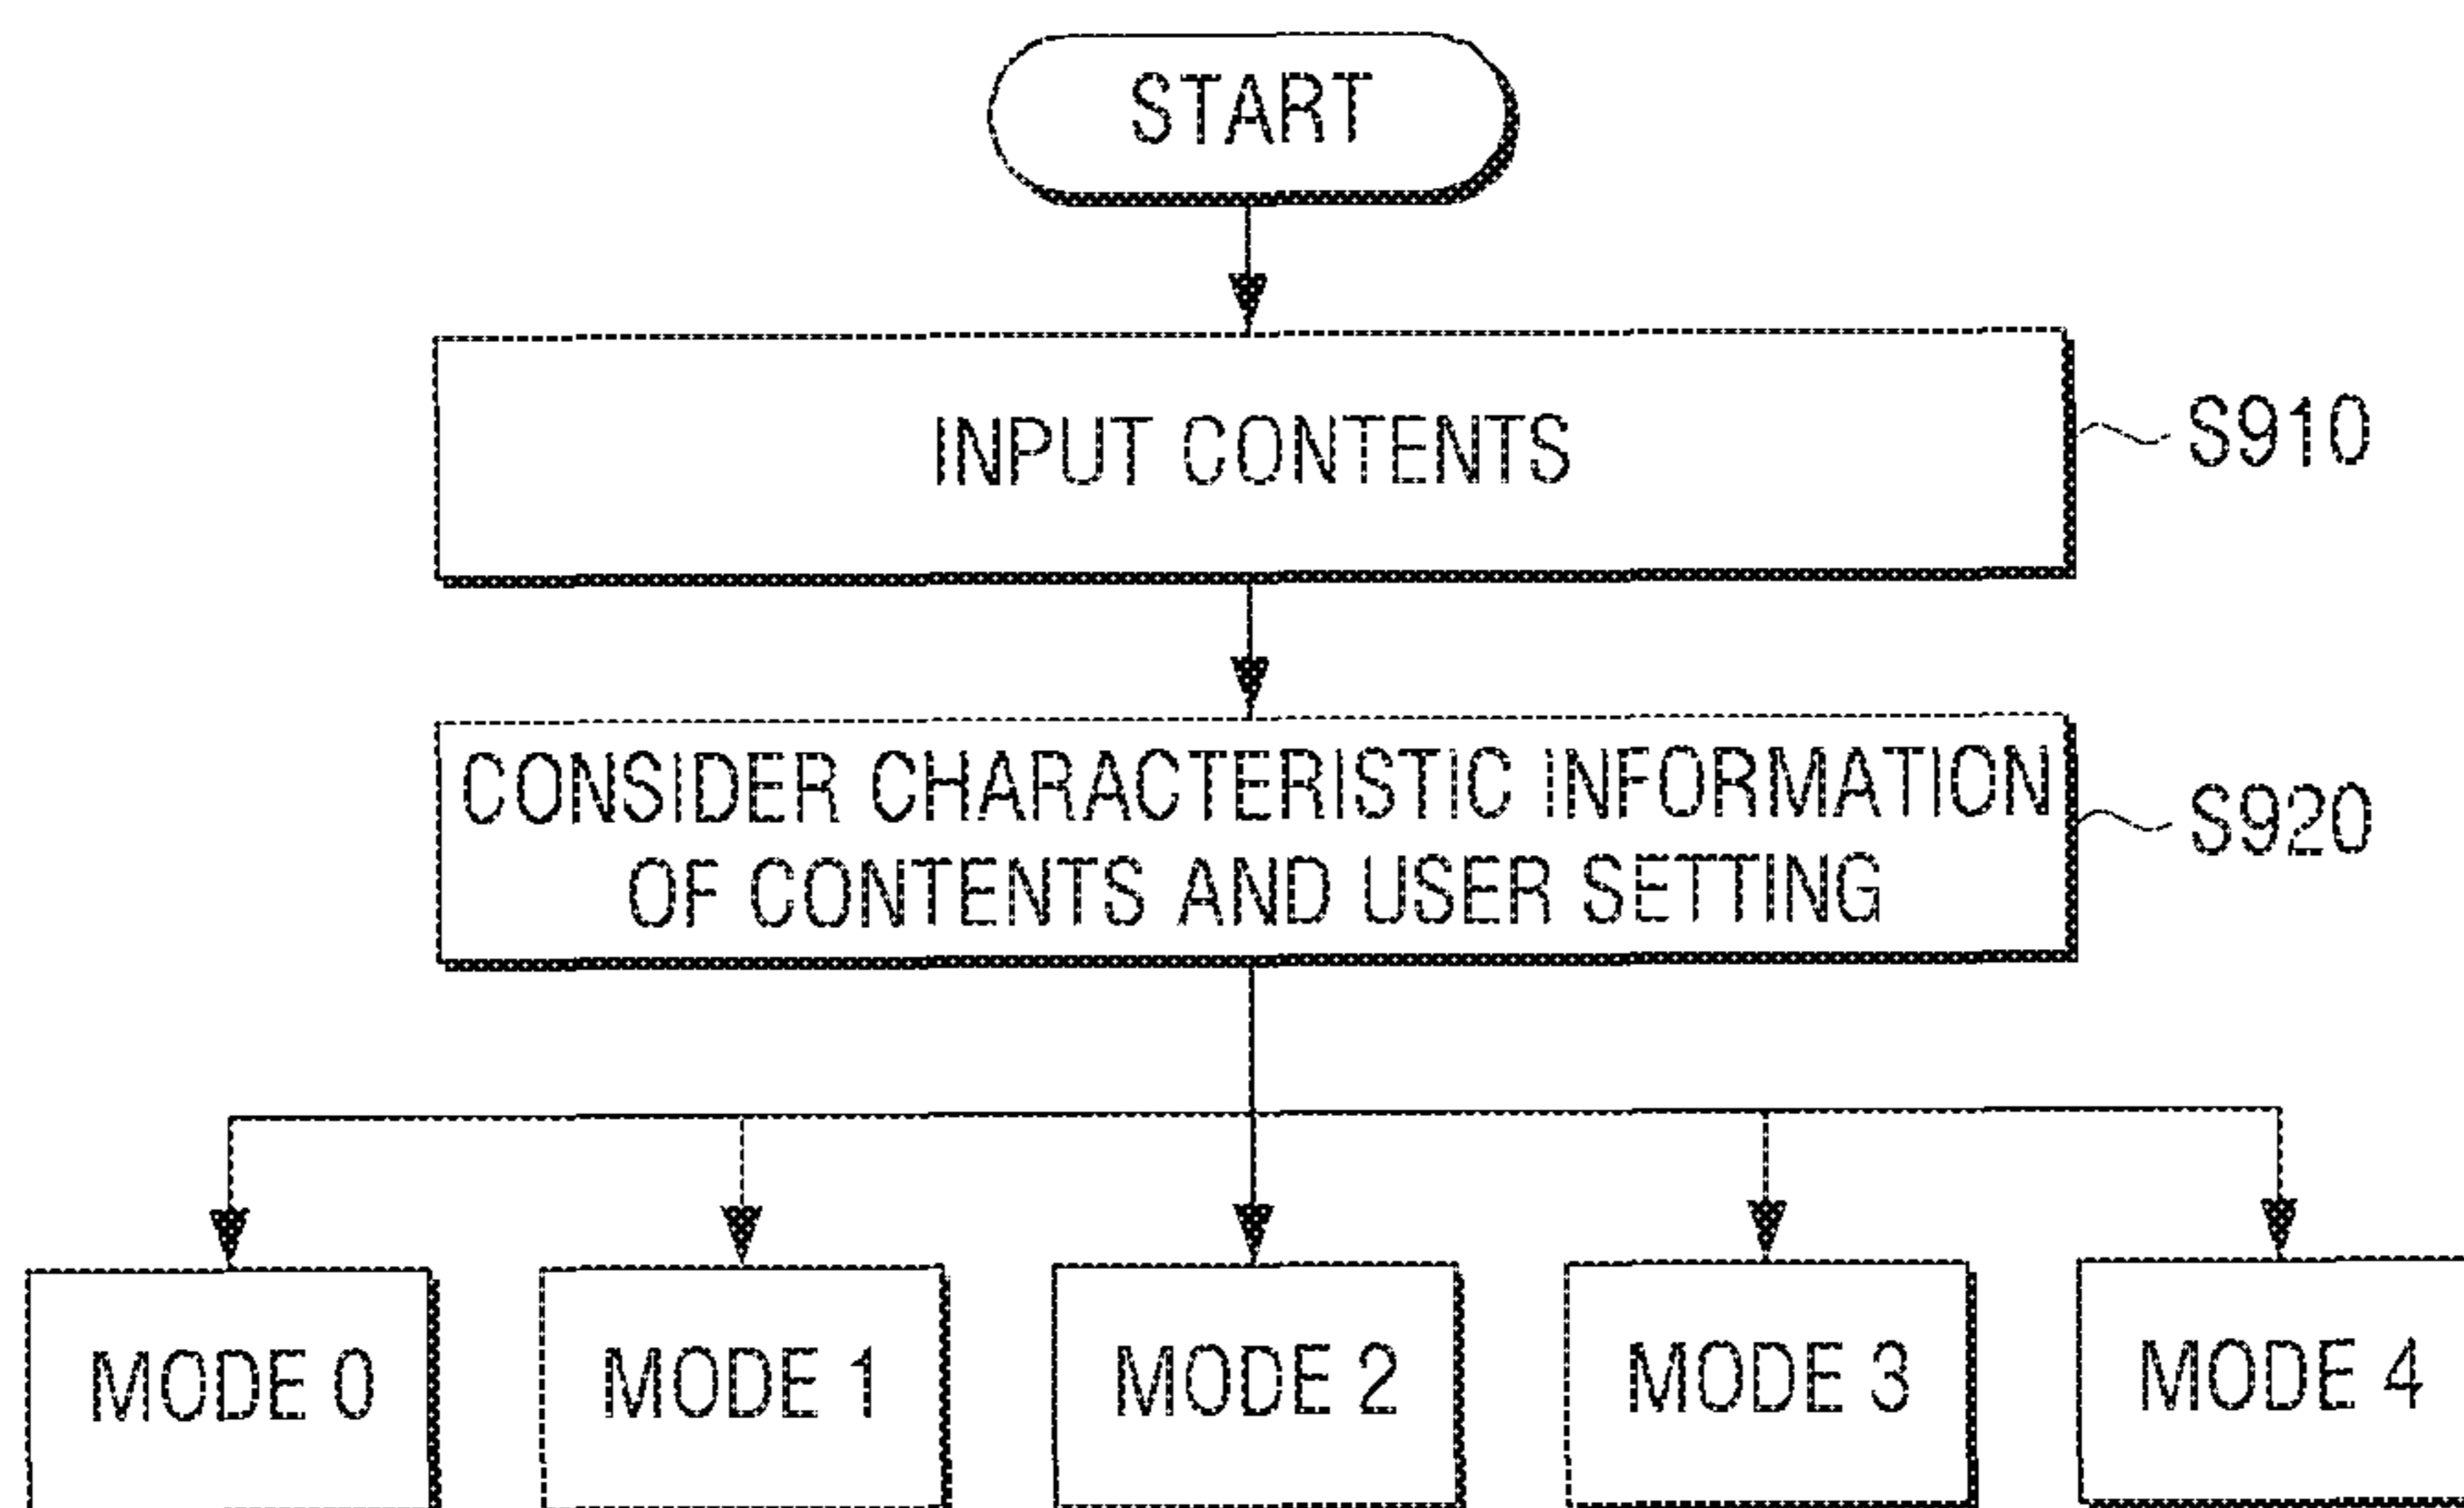 START
INPUT CONTENTS
S910
CONSIDER CHARACTERISTIC INFORMATION
OF CONTENTS AND USER SETTING
S920
MODE 0
MODE 1
MODE 2
MODE 3
MODE 4